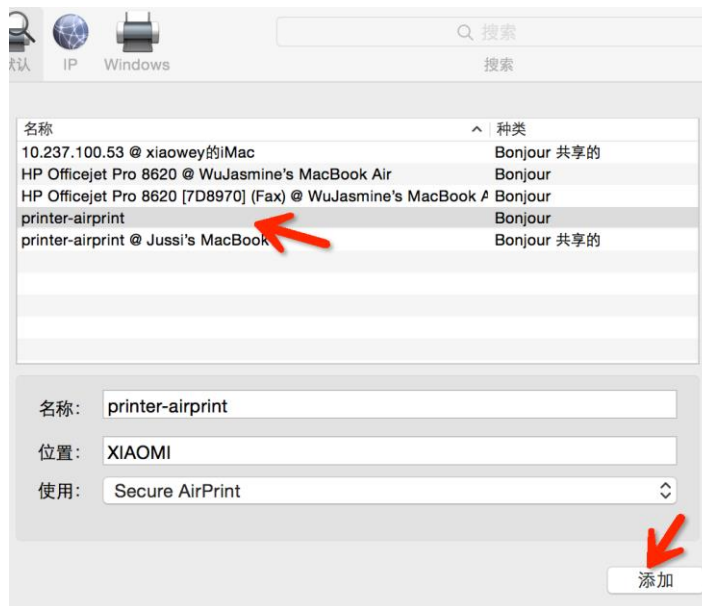 搜索
默认 IP Windows 搜索
名称 种类
10.237.100.53 @ xiaowey的iMac Bonjour 共享的
HP Officejet Pro 8620 @ WuJasmine's MacBook Air Bonjour
HP Officejet Pro 8620 [7D8970] (Fax) @ WuJasmine's MacBook A Bonjour
printer-airprint Bonjour
printer-airprint @ Jussi's MacBook Bonjour 共享的
名称: printer-airprint
位置: XIAOMI
使用: Secure AirPrint
添加